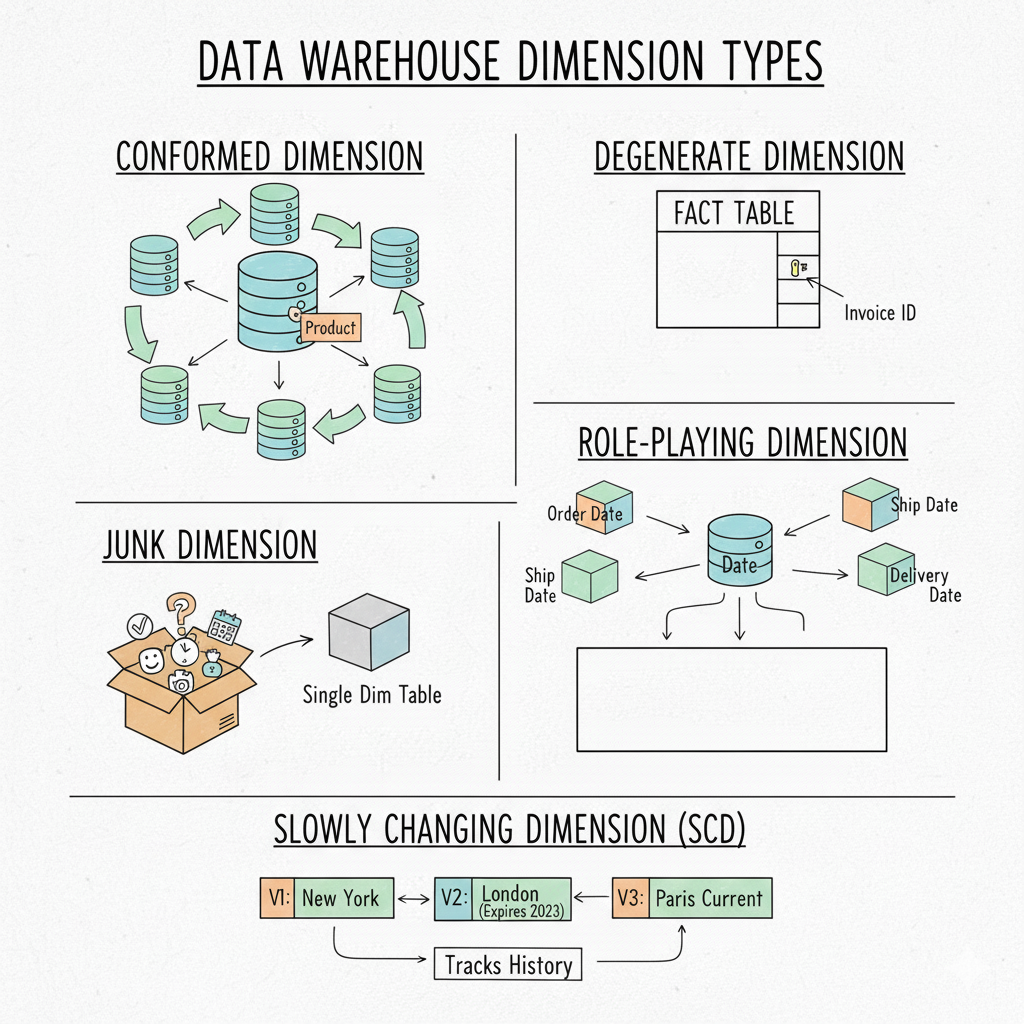 DATA WAREHOUSE DIMENSION TYPES
CONFORMED DIMENSION
Product
DEGENERATE DIMENSION
FACT TABLE
Invoice ID
ROLE-PLAYING DIMENSION
Order Date
Ship Date
Date
Ship
Date
Delivery
Date
JUNK DIMENSION
Single Dim Table
SLOWLY CHANGING DIMENSION (SCD)
V1: New York
V2: London
(Expires 2023)
V3: Paris Current
Tracks History